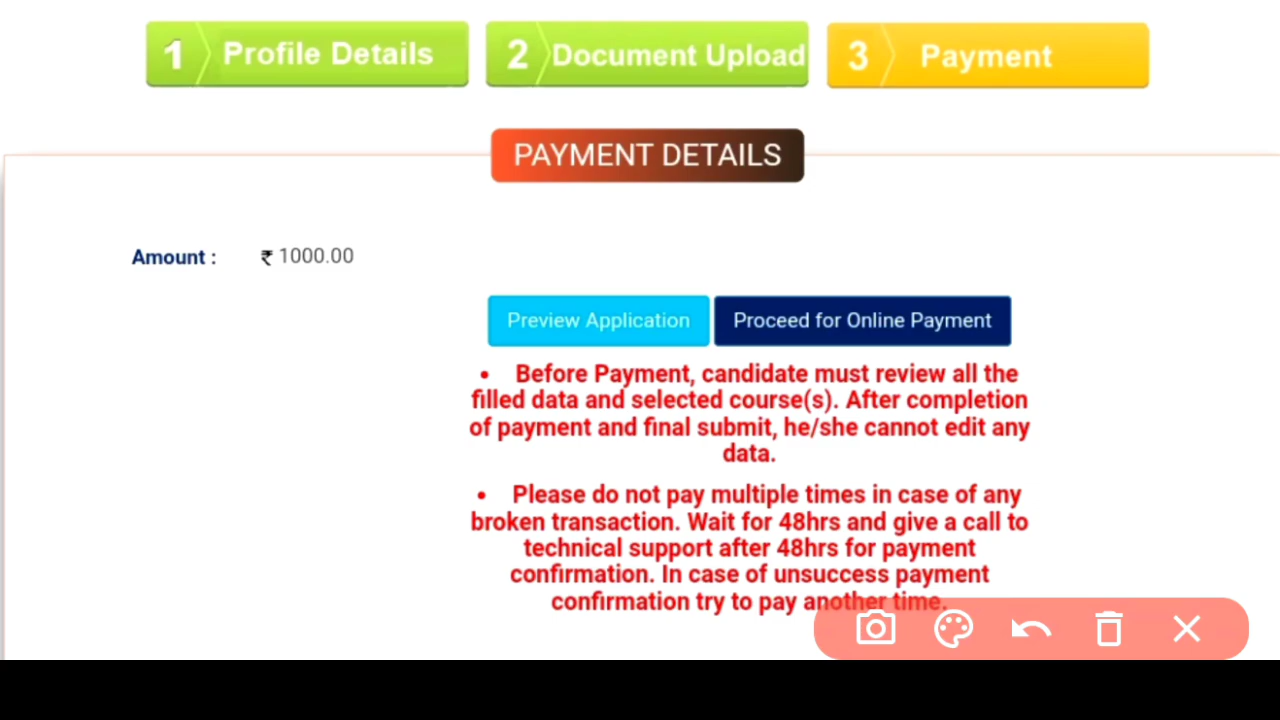 1 Profile Details
2 Document Upload
3 Payment
PAYMENT DETAILS
Amount : ₹ 1000.00
Preview Application Proceed for Online Payment
• Before Payment, candidate must review all the
filled data and selected course(s). After completion
of payment and final submit, he/she cannot edit any
data.
• Please do not pay multiple times in case of any
broken transaction. Wait for 48hrs and give a call to
technical support after 48hrs for payment
confirmation. In case of unsuccess payment
confirmation try to pay another time.